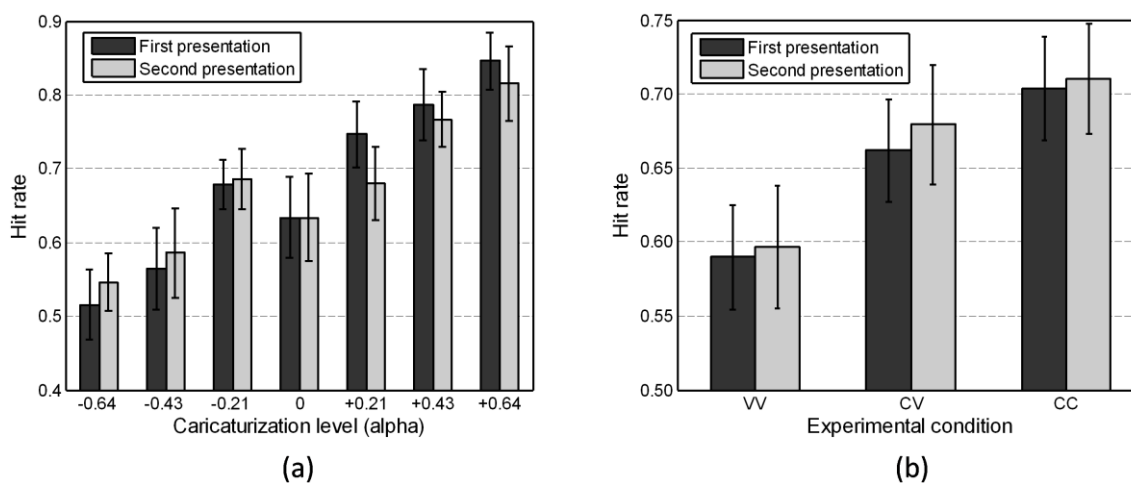 0.9
0.8
0.7
0.6
0.5
0.4
Hit rate
First presentation
Second presentation
-0.64 -0.43 -0.21 0 +0.21 +0.43 +0.64
Caricaturization level (alpha)
(a)
0.75
0.70
0.65
0.60
0.55
0.50
Hit rate
First presentation
Second presentation
VV CV CC
Experimental condition
(b)